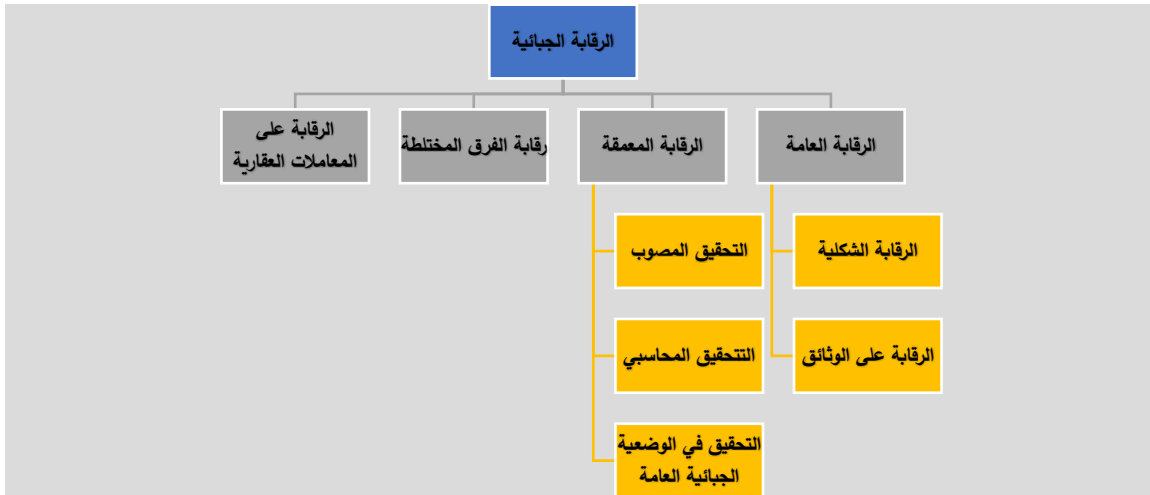 الرقابة الجبائية
الرقابة العامة
الرقابة المعمقة
رقابة الفرق المختلطة
الرقابة على
المعاملات العقارية
الرقابة الشكلية
الرقابة على الوثائق
التحقيق المصوب
التتحقيق المحاسبي
التحقيق في الوضعية
الجبائية العامة